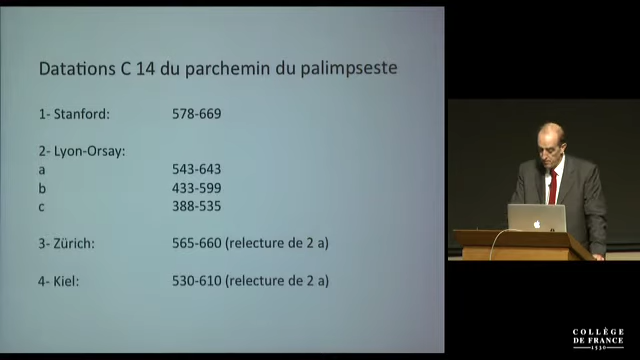 Datations C 14 du parchemin du palimpseste
1- Stanford: 578-669
2- Lyon-Orsay:
a 543-643
b 433-599
c 388-535
3- Zürich: 565-660 (relecture de 2 a)
4- Kiel: 530-610 (relecture de 2 a)
COLLÈGE
DE FRANCE
1530